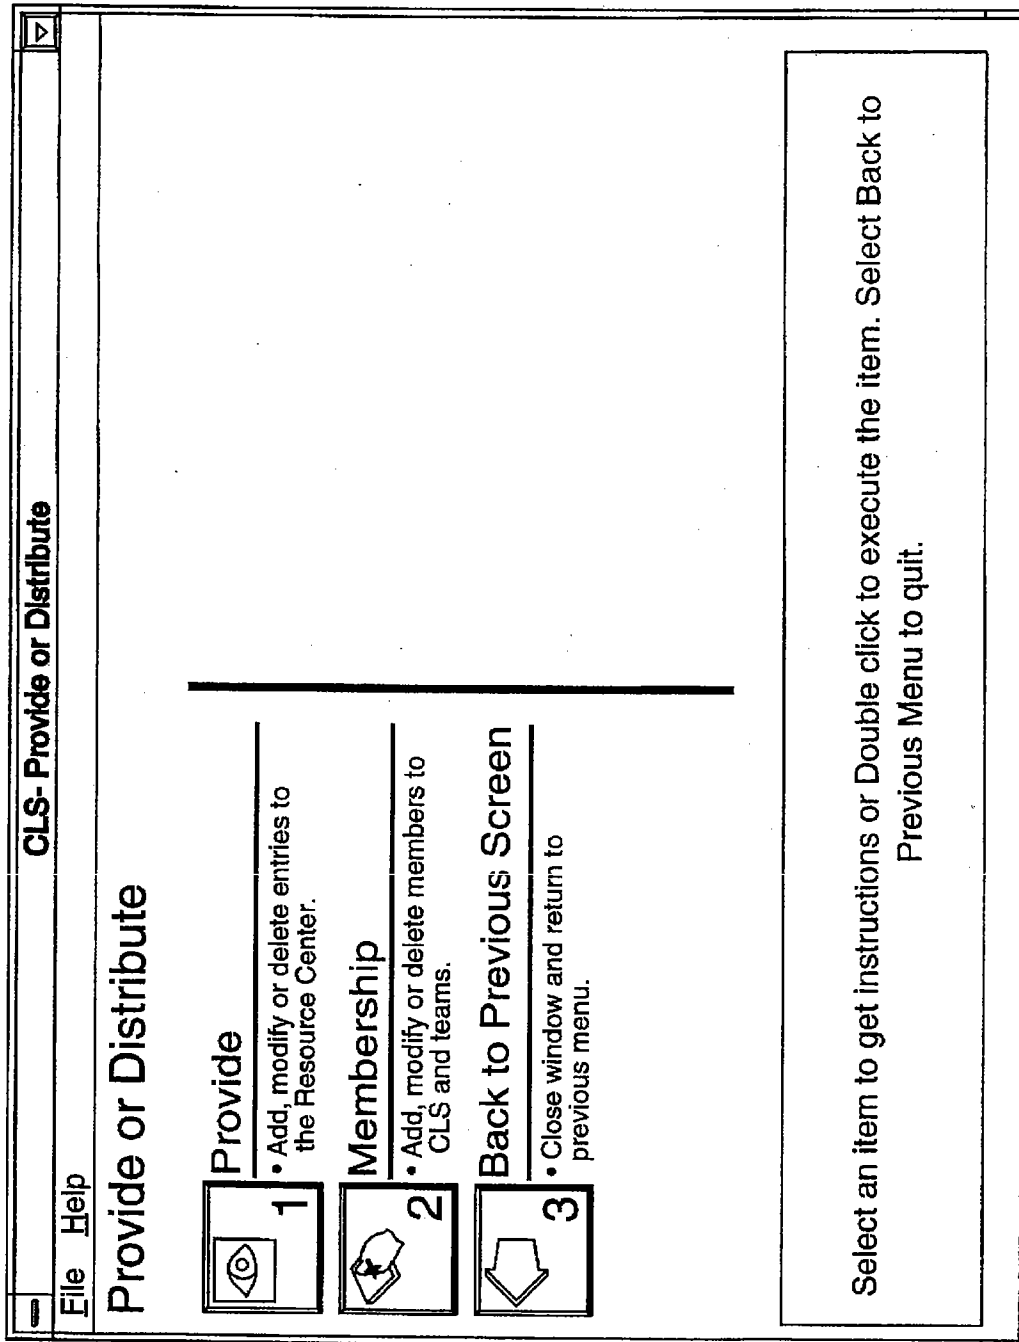 CLS- Provide or Distribute
File Help
Provide or Distribute
1
Provide
• Add, modify or delete entries to
the Resource Center.
2
Membership
• Add, modify or delete members to
CLS and teams.
3
Back to Previous Screen
• Close window and return to
previous menu.
Select an item to get instructions or Double click to execute the item. Select Back to
Previous Menu to quit.